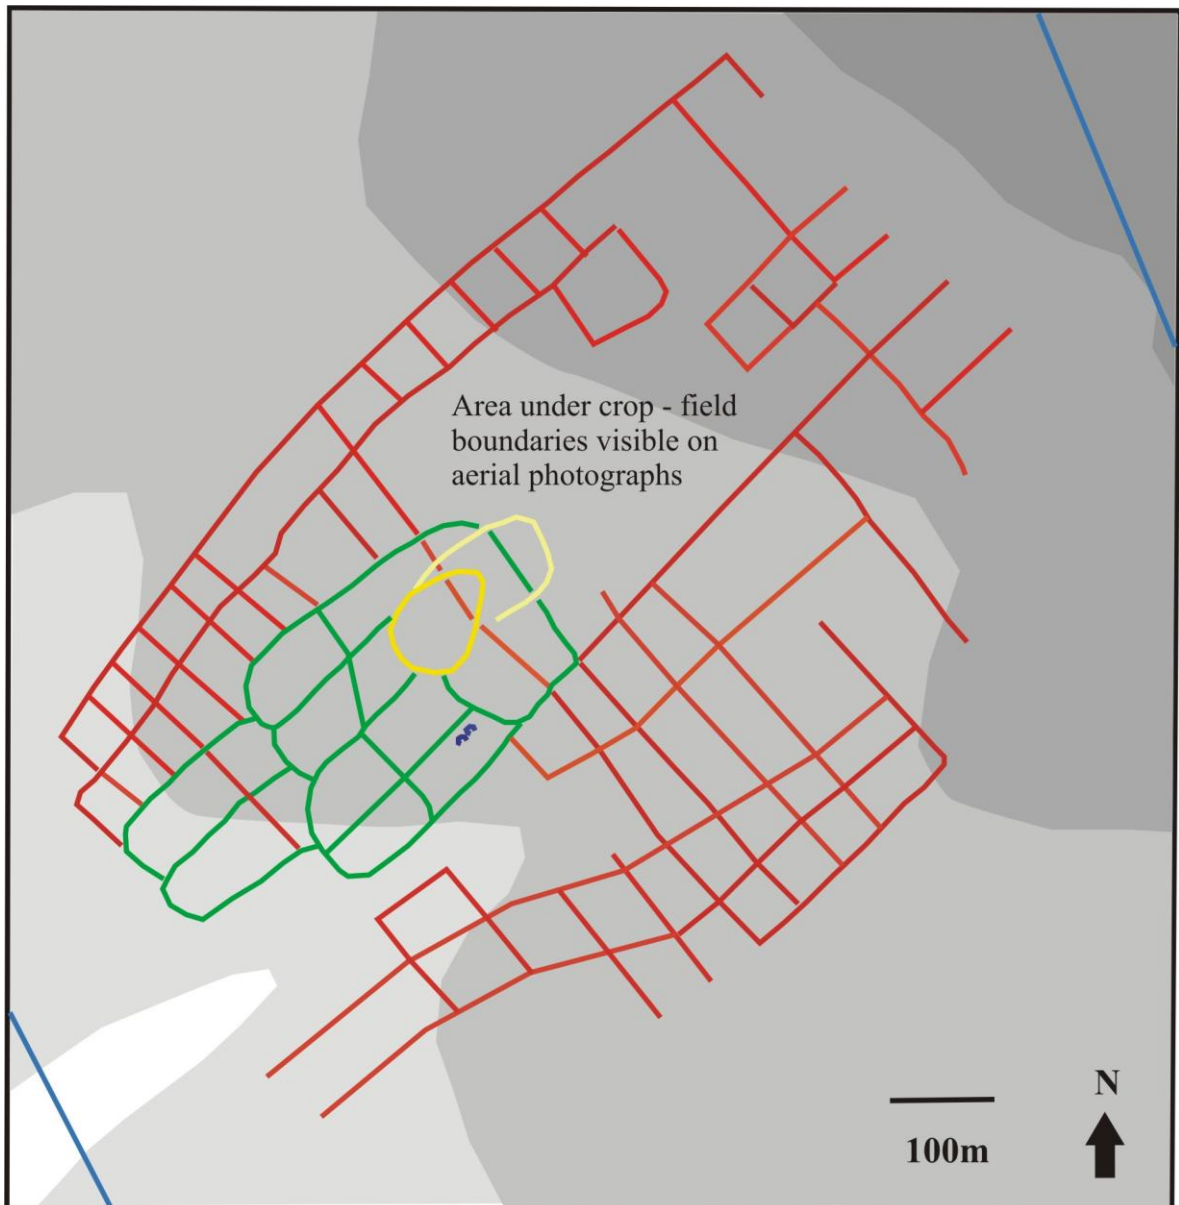 Area under crop - field
boundaries visible on
aerial photographs
N
100m